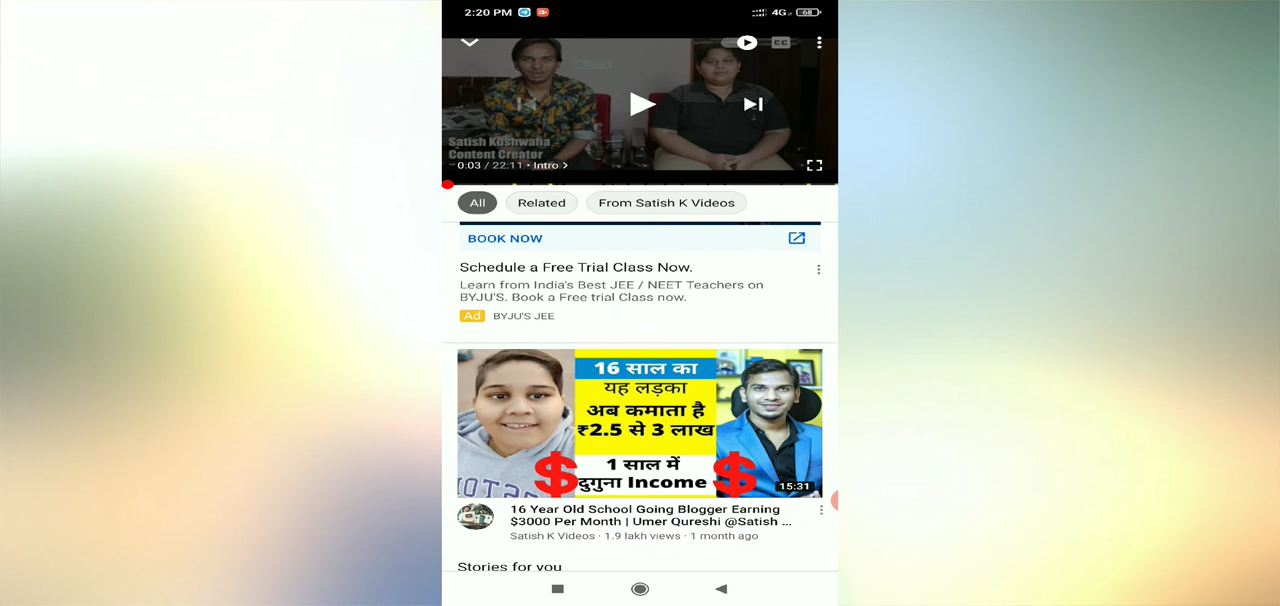 2:20 PM
4G
68
CC
Satish Kushwaha
Content Creator
0:03 / 22:11 • Intro >
All
Related
From Satish K Videos
BOOK NOW
Schedule a Free Trial Class Now.
Learn from India's Best JEE / NEET Teachers on
BYJU'S. Book a Free trial Class now.
Ad BYJU'S JEE
16 साल का
यह लड़का
अब कमाता है
₹2.5 से 3 लाख
1 साल में
$ दुगुना Income $
15:31
16 Year Old School Going Blogger Earning
$3000 Per Month | Umer Qureshi @Satish ...
Satish K Videos · 1.9 lakh views · 1 month ago
Stories for you